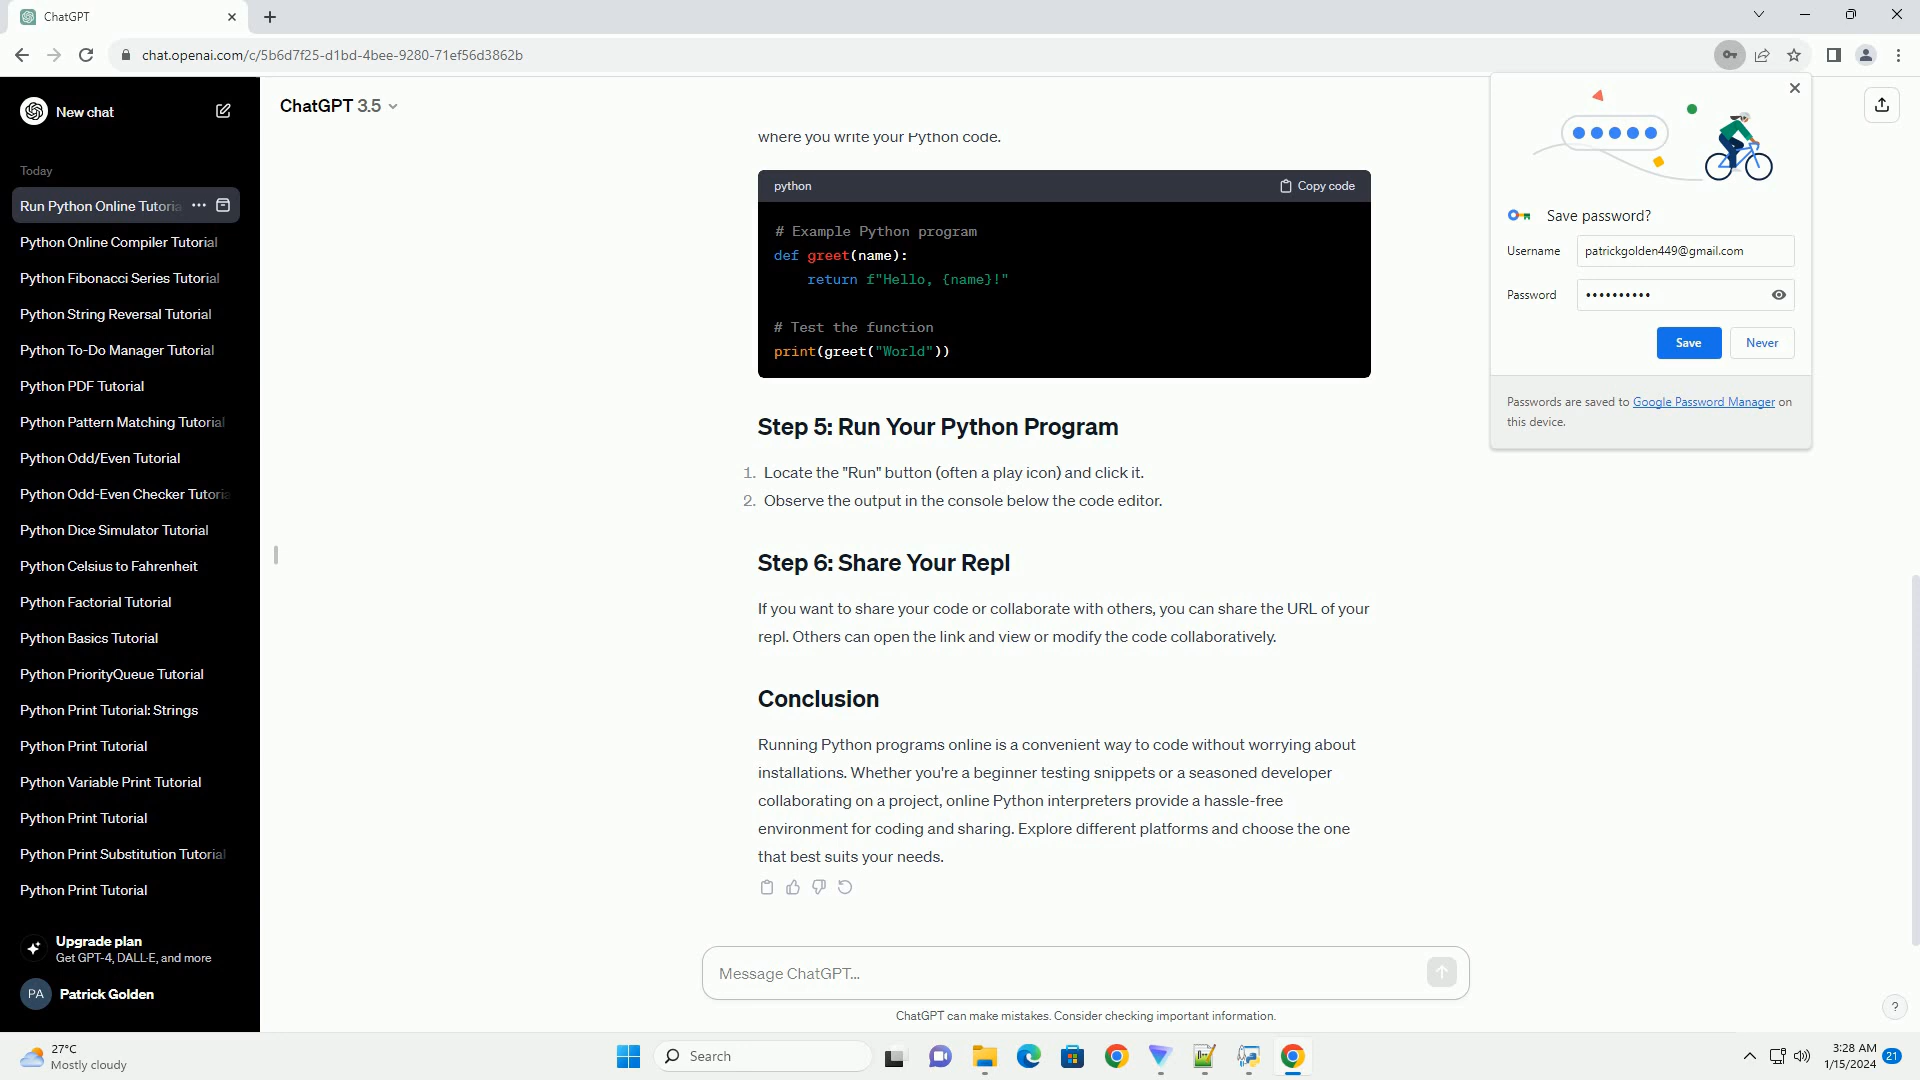 ChatGPT
chat.openai.com/c/5b6d7f25-d1bd-4bee-9280-71ef56d3862b
New chat
Today
Run Python Online Tutoria
Python Online Compiler Tutorial
Python Fibonacci Series Tutorial
Python String Reversal Tutorial
Python To-Do Manager Tutorial
Python PDF Tutorial
Python Pattern Matching Tutorial
Python Odd/Even Tutorial
Python Odd-Even Checker Tutoria
Python Dice Simulator Tutorial
Python Celsius to Fahrenheit
Python Factorial Tutorial
Python Basics Tutorial
Python PriorityQueue Tutorial
Python Print Tutorial: Strings
Python Print Tutorial
Python Variable Print Tutorial
Python Print Tutorial
Python Print Substitution Tutorial
Python Print Tutorial
Upgrade plan
Get GPT-4, DALL·E, and more
PA Patrick Golden
ChatGPT 3.5
where you write your Python code.
python Copy code
# Example Python program
def greet(name):
    return f"Hello, {name}!"
# Test the function
print(greet("World"))
Step 5: Run Your Python Program
1. Locate the "Run" button (often a play icon) and click it.
2. Observe the output in the console below the code editor.
Step 6: Share Your Repl
If you want to share your code or collaborate with others, you can share the URL of your
repl. Others can open the link and view or modify the code collaboratively.
Conclusion
Running Python programs online is a convenient way to code without worrying about
installations. Whether you're a beginner testing snippets or a seasoned developer
collaborating on a project, online Python interpreters provide a hassle-free
environment for coding and sharing. Explore different platforms and choose the one
that best suits your needs.
Message ChatGPT...
ChatGPT can make mistakes. Consider checking important information.
?
Save password?
Username patrickgolden449@gmail.com
Password ••••••••••
Save Never
Passwords are saved to Google Password Manager on
this device.
27°C
Mostly cloudy
Search
3:28 AM
1/15/2024
21